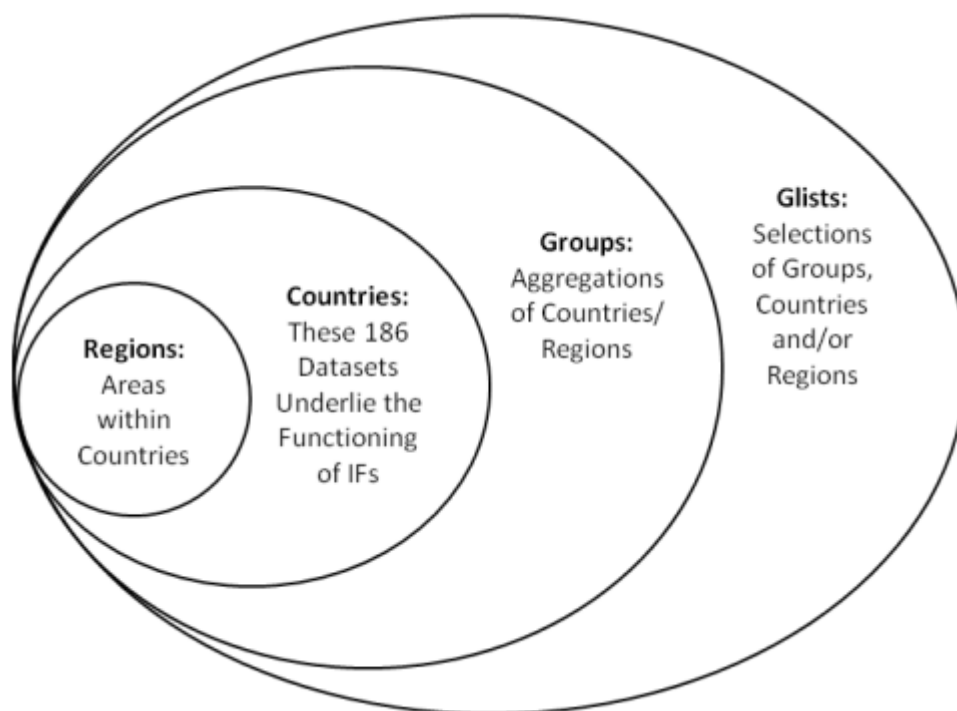 Regions:
Areas
within
Countries
Countries:
These 186
Datasets
Underlie the
Functioning
of IFs
Groups:
Aggregations
of Countries/
Regions
Glists:
Selections
of Groups,
Countries
and/or
Regions